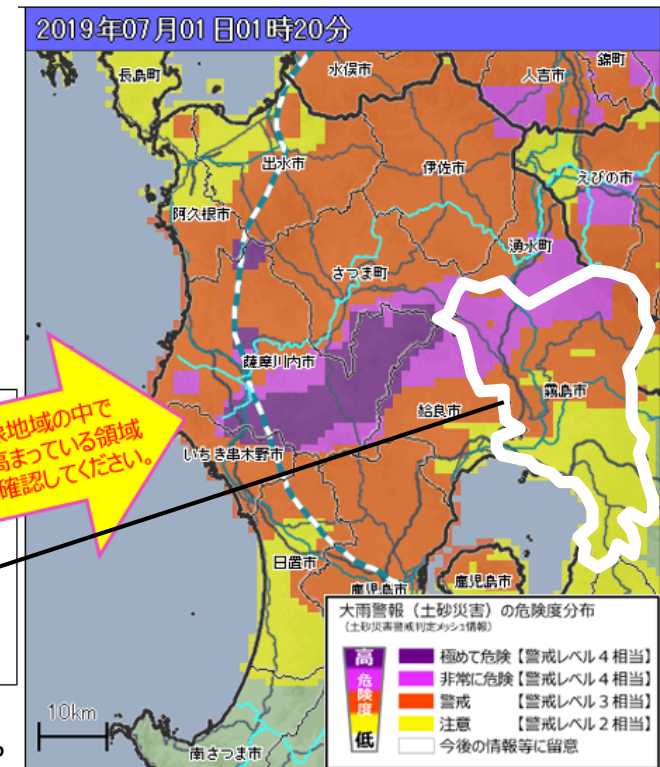 2019年07月01日01時20分
長島町
水俣市
人吉市
錦町
出水市
伊佐市
えびの市
阿久根市
湧水町
さつま町
薩摩川内市
霧島市
姶良市
地域の中で
高まっている領域
確認してください。
いちき串木野市
日置市
鹿児島市
鹿児島市
大雨警報（土砂災害）の危険度分布
（土砂災害警戒判定メッシュ情報）
高
危険度
低
極めて危険【警戒レベル４相当】
非常に危険【警戒レベル４相当】
警戒【警戒レベル３相当】
注意【警戒レベル２相当】
今後の情報等に留意
10km
南さつま市